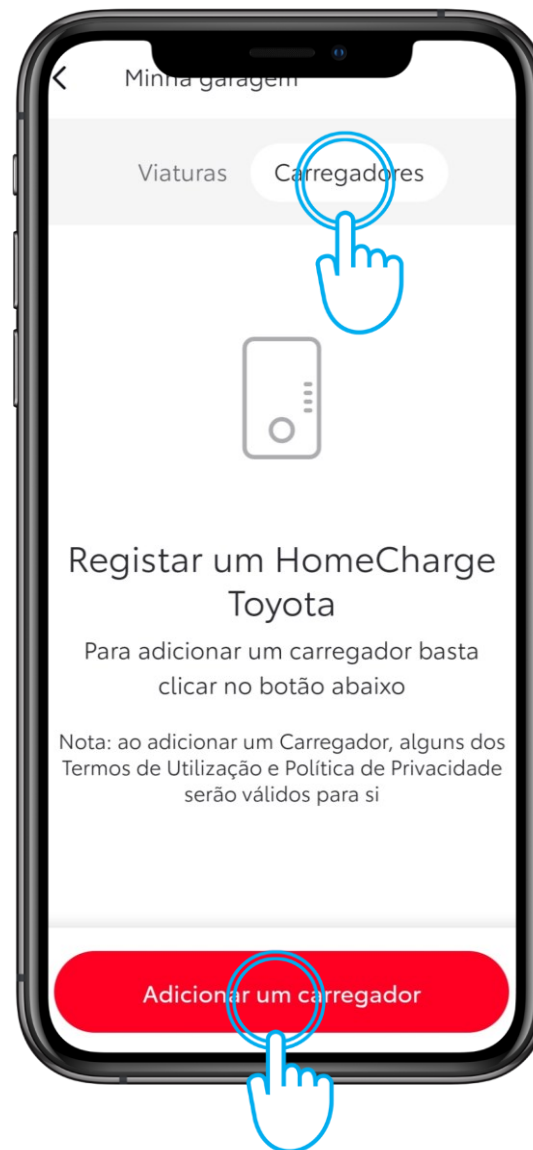 Minha garagem
Viaturas Carregadores
Registar um HomeCharge
Toyota
Para adicionar um carregador basta
clicar no botão abaixo
Nota: ao adicionar um Carregador, alguns dos
Termos de Utilização e Política de Privacidade
serão válidos para si
Adicionar um carregador